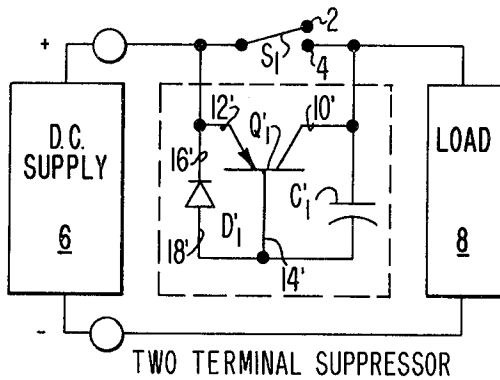 +
2
S1
4
12'
Q'1
10'
D.C.
SUPPLY
6
16'
D'1
18'
14'
C'1
LOAD
8
-
TWO TERMINAL SUPPRESSOR